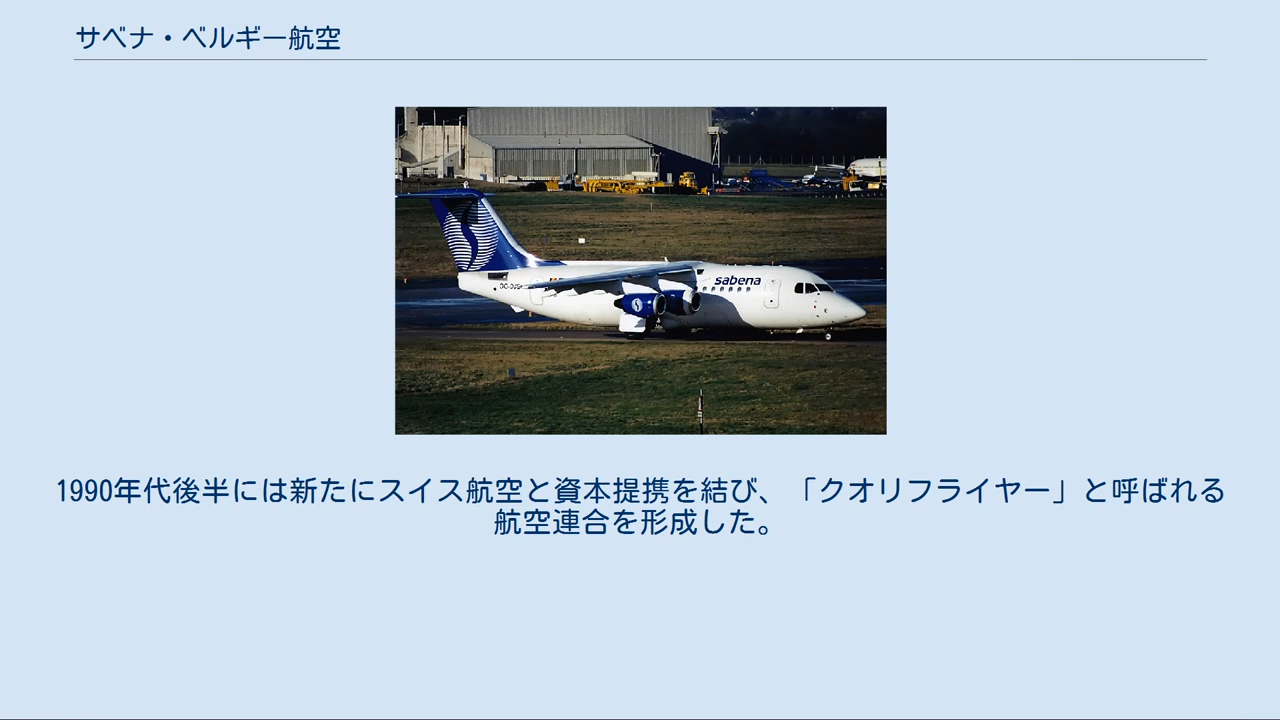 サベナ・ベルギー航空
sabena
1990年代後半には新たにスイス航空と資本提携を結び、「クオリフライヤー」と呼ばれる
航空連合を形成した。